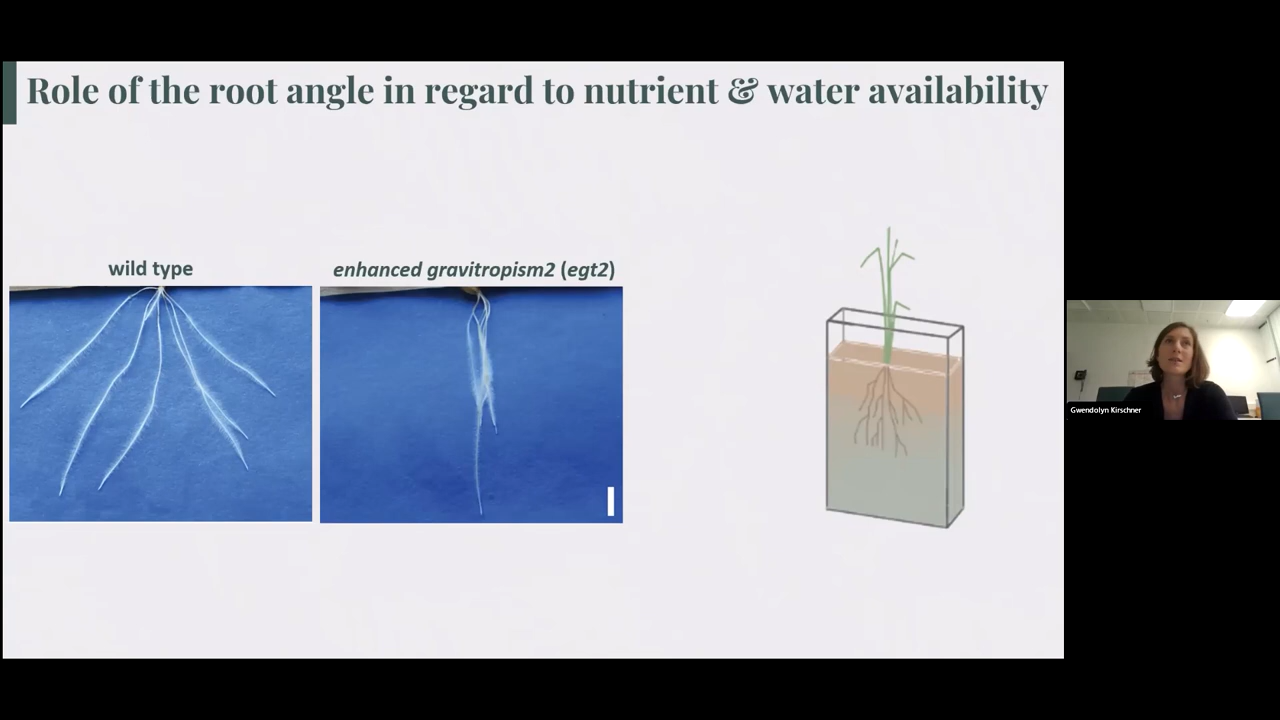 Role of the root angle in regard to nutrient & water availability
wild type
enhanced gravitropism2 (egt2)
Gwendolyn Kirschner